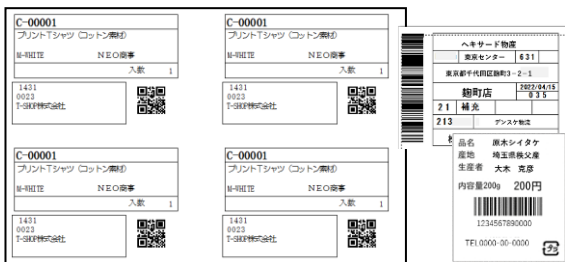 C-00001
プリントTシャツ (コットン素材)
M-WHITE NEO商事
入数 1
1431
0023
T-SHOP株式会社
C-00001
プリントTシャツ (コットン素材)
M-WHITE NEO商事
入数 1
1431
0023
T-SHOP株式会社
C-00001
プリントTシャツ (コットン素材)
M-WHITE NEO商事
入数 1
1431
0023
T-SHOP株式会社
C-00001
プリントTシャツ (コットン素材)
M-WHITE NEO商事
入数 1
1431
0023
T-SHOP株式会社
ヘキサード物産
東京センター 631
東京都千代田区麹町3-2-1
麹町店 2022/04/15
035
21 補充
213 デンスケ物流
品名 原木シイタケ
産地 埼玉県秩父産
生産者 大木 克彦
内容量200g 200円
1234567890000
TEL0000-00-0000